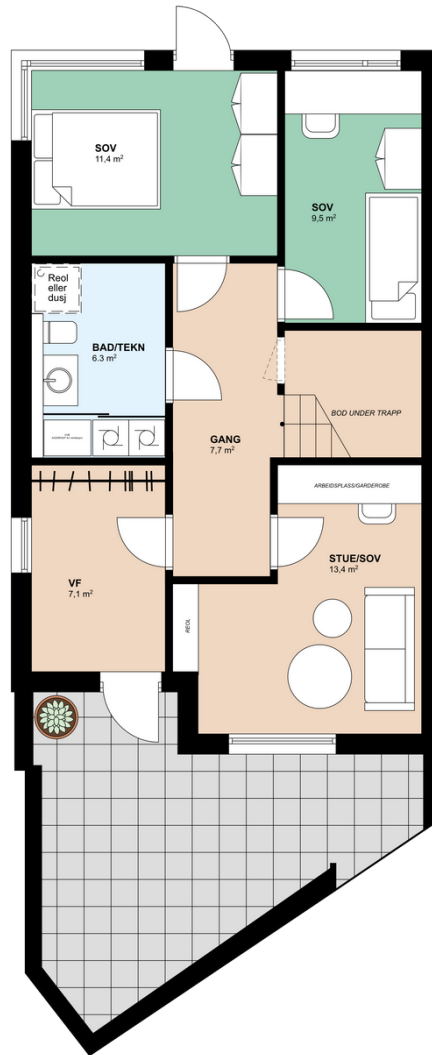 SOV
11,4 m²
SOV
9,5 m²
Reol
eller
dusj
BAD/TEKN
6.3 m²
BOD UNDER TRAPP
GANG
7,7 m²
ARBEIDSPLASS/GARDEROBE
STUE/SOV
13,4 m²
VF
7,1 m²
REOL